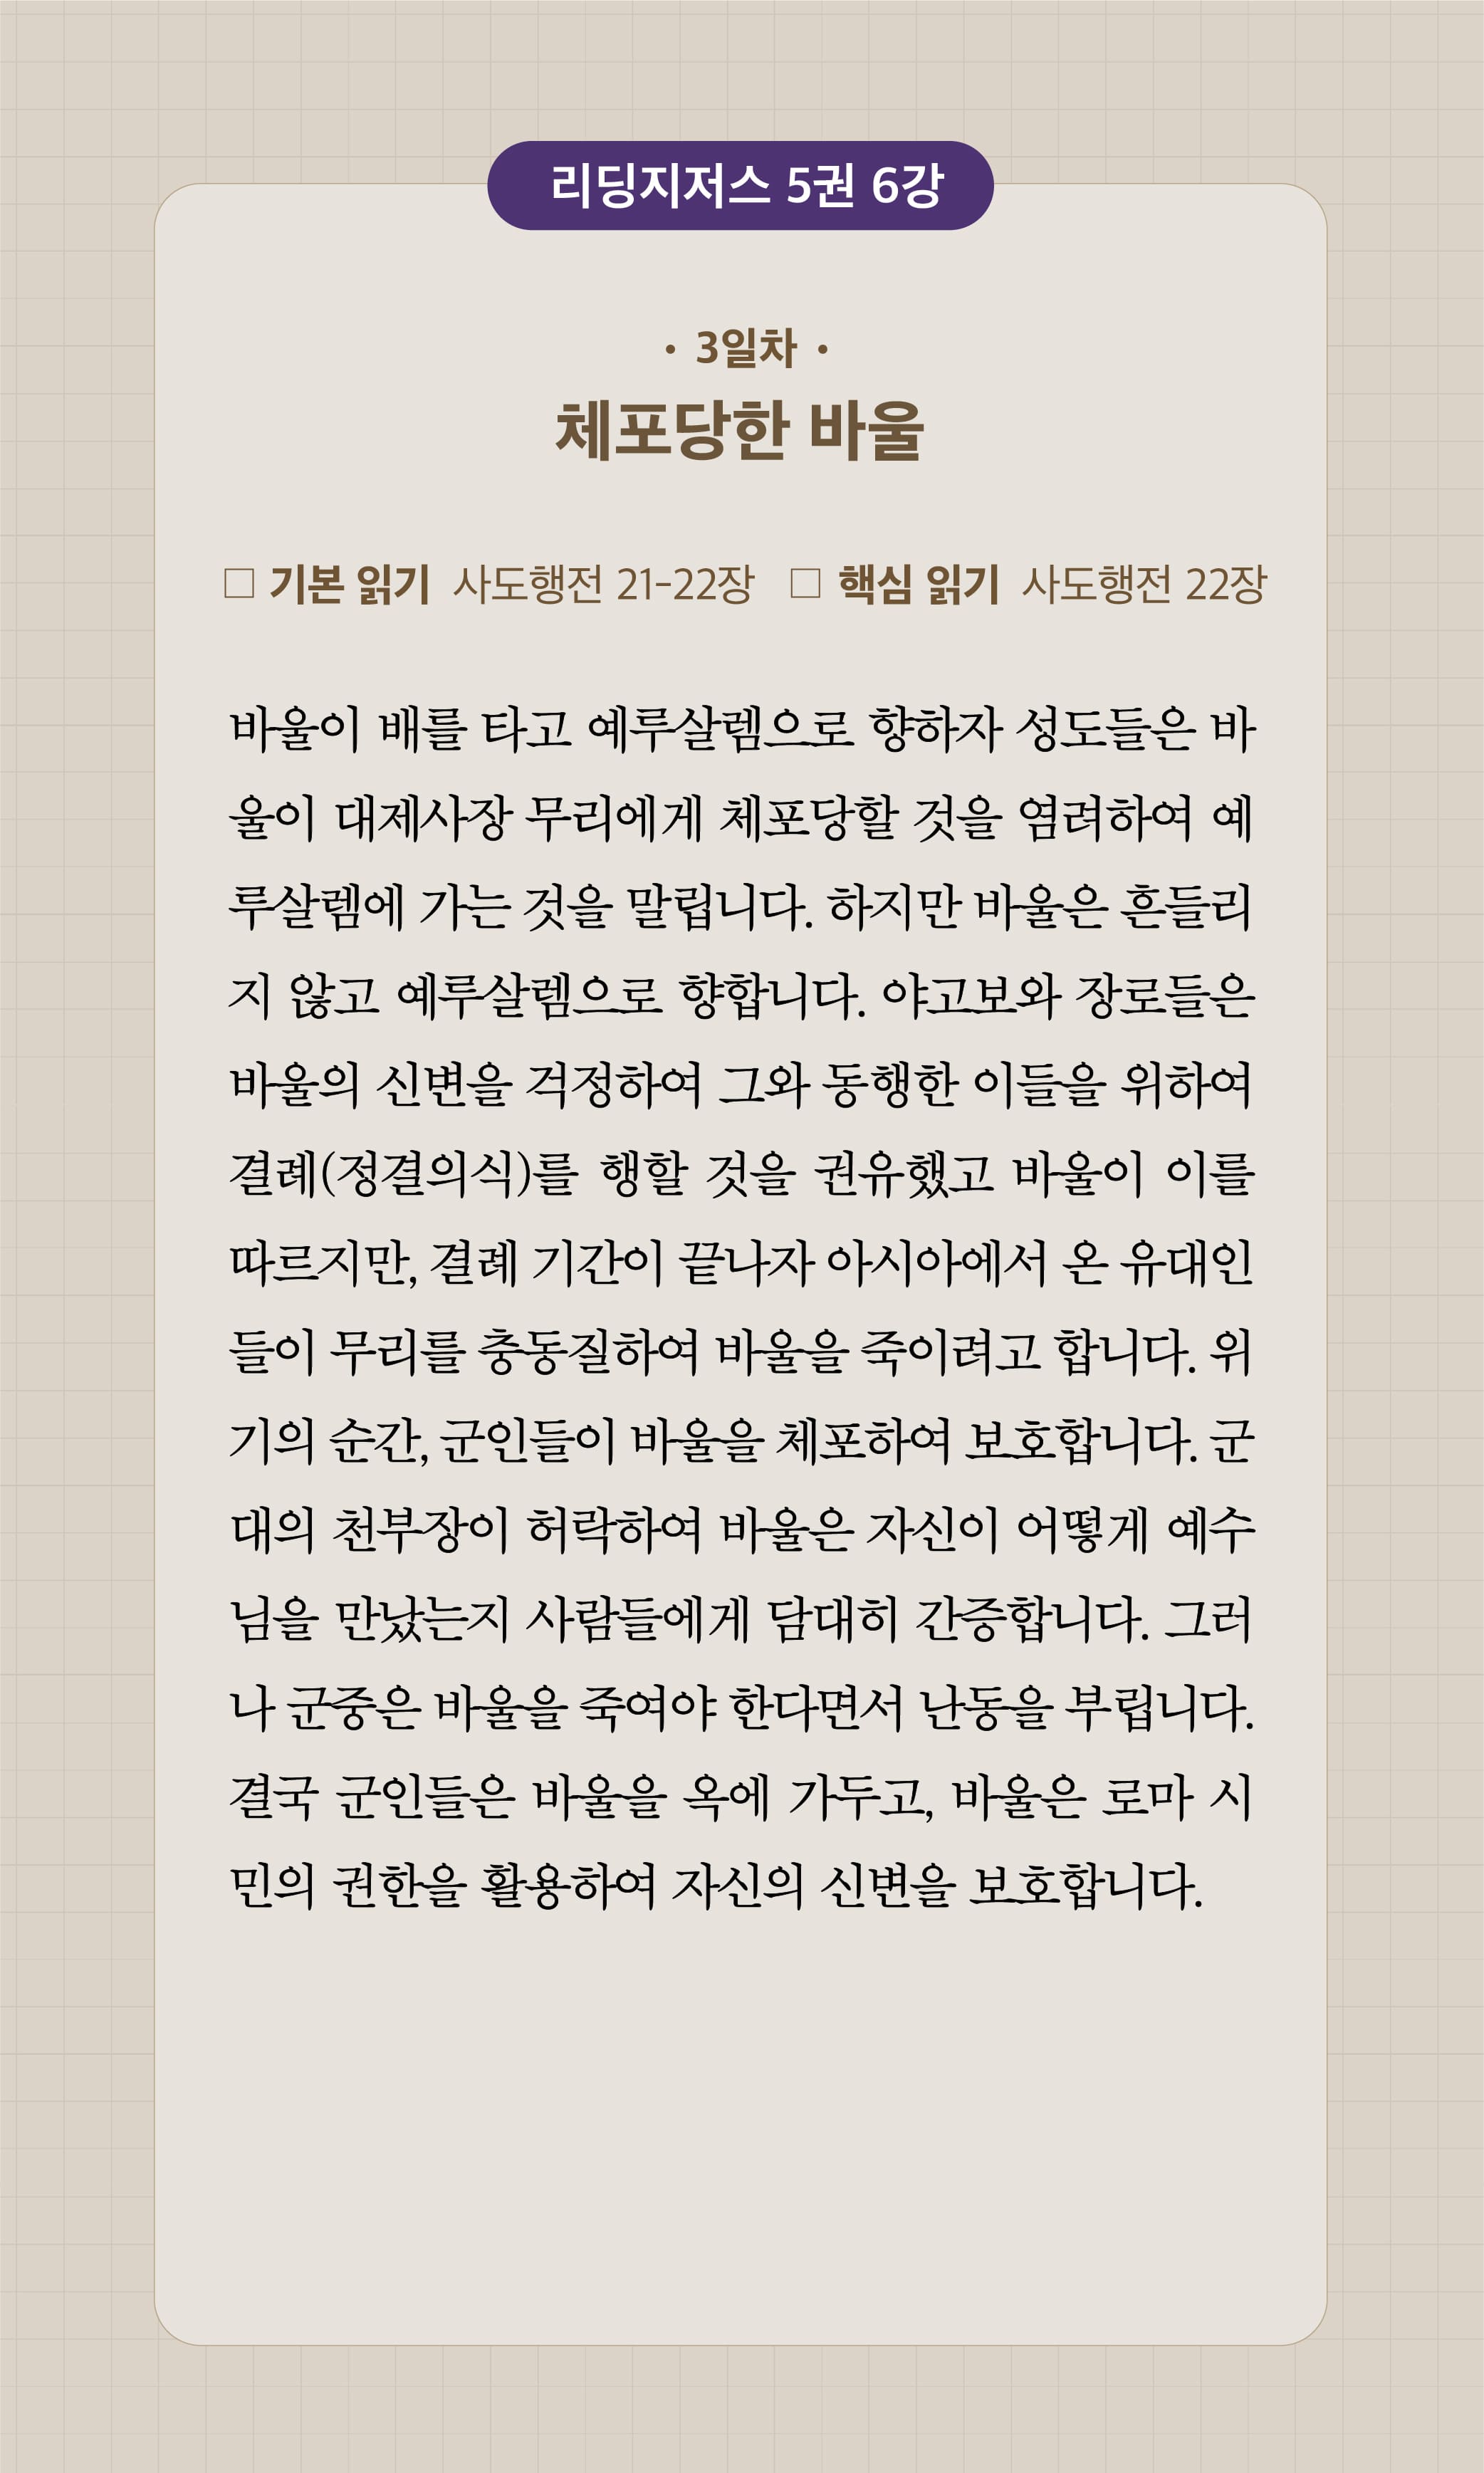 리딩지저스 5권 6강
· 3일차 ·
체포당한 바울
□ 기본 읽기 사도행전 21-22장 □ 핵심 읽기 사도행전 22장
바울이 배를 타고 예루살렘으로 향하자 성도들은 바
울이 대제사장 무리에게 체포당할 것을 염려하여 예
루살렘에 가는 것을 말립니다. 하지만 바울은 흔들리
지 않고 예루살렘으로 향합니다. 야고보와 장로들은
바울의 신변을 걱정하여 그와 동행한 이들을 위하여
결례(정결의식)를 행할 것을 권유했고 바울이 이를
따르지만, 결례 기간이 끝나자 아시아에서 온 유대인
들이 무리를 충동질하여 바울을 죽이려고 합니다. 위
기의 순간, 군인들이 바울을 체포하여 보호합니다. 군
대의 천부장이 허락하여 바울은 자신이 어떻게 예수
님을 만났는지 사람들에게 담대히 간증합니다. 그러
나 군중은 바울을 죽여야 한다면서 난동을 부립니다.
결국 군인들은 바울을 옥에 가두고, 바울은 로마 시
민의 권한을 활용하여 자신의 신변을 보호합니다.